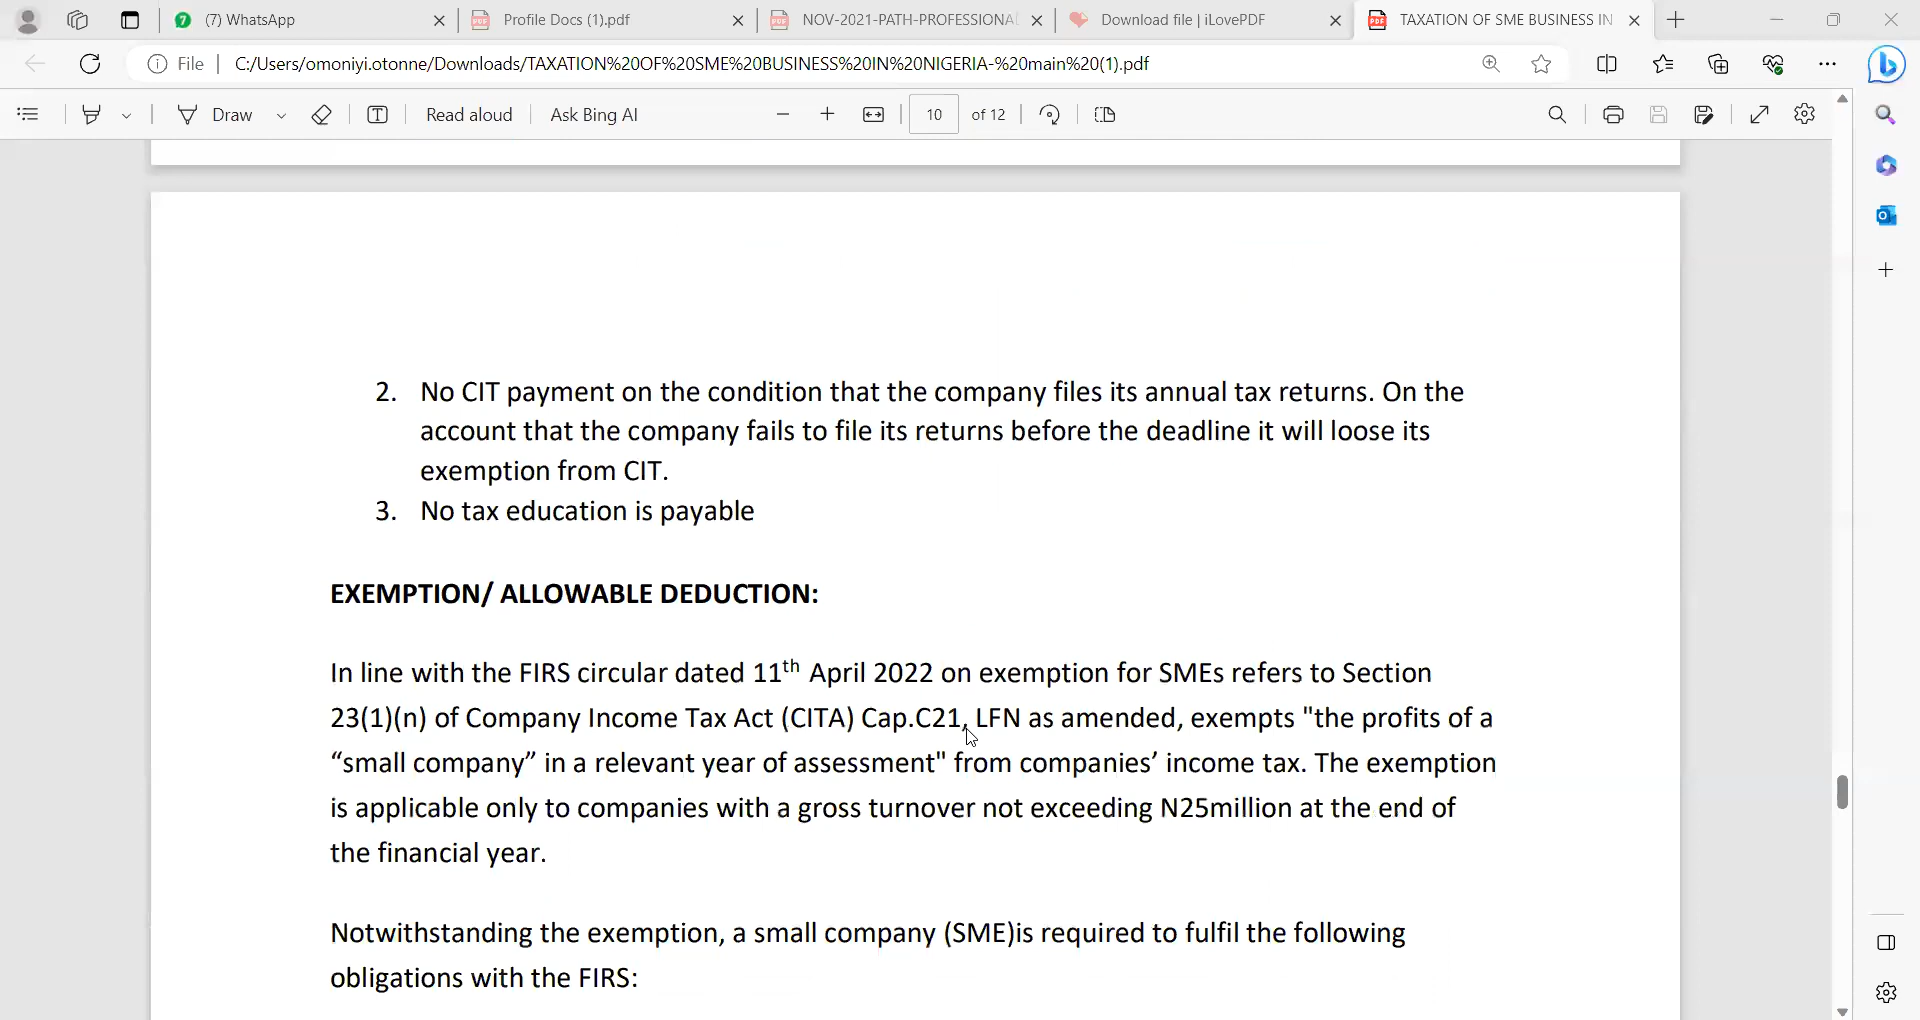 (7) WhatsApp
Profile Docs (1).pdf
NOV-2021-PATH-PROFESSIONA
Download file | iLovePDF
TAXATION OF SME BUSINESS IN
File
C:/Users/omoniyi.otonne/Downloads/TAXATION%20OF%20SME%20BUSINESS%20IN%20NIGERIA-%20main%20(1).pdf
Draw
Read aloud
Ask Bing AI
10 of 12
2. No CIT payment on the condition that the company files its annual tax returns. On the
account that the company fails to file its returns before the deadline it will loose its
exemption from CIT.
3. No tax education is payable
EXEMPTION/ ALLOWABLE DEDUCTION:
In line with the FIRS circular dated 11th April 2022 on exemption for SMEs refers to Section
23(1)(n) of Company Income Tax Act (CITA) Cap.C21, LFN as amended, exempts "the profits of a
“small company” in a relevant year of assessment" from companies’ income tax. The exemption
is applicable only to companies with a gross turnover not exceeding N25million at the end of
the financial year.
Notwithstanding the exemption, a small company (SME)is required to fulfil the following
obligations with the FIRS: